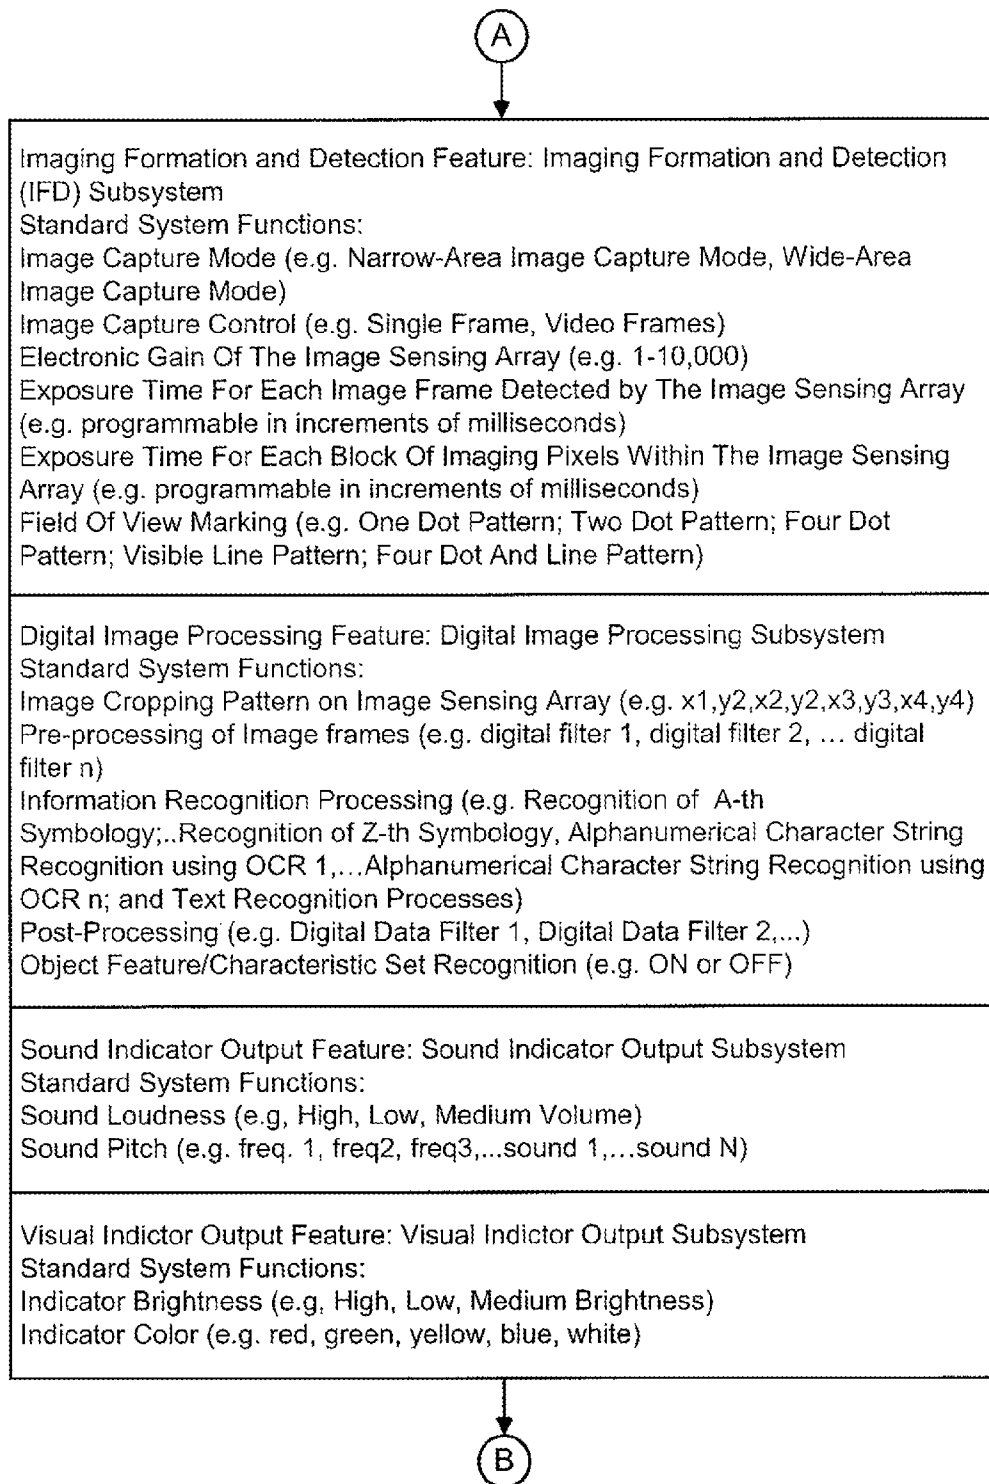 A
Imaging Formation and Detection Feature: Imaging Formation and Detection
(IFD) Subsystem
Standard System Functions:
Image Capture Mode (e.g. Narrow-Area Image Capture Mode, Wide-Area
Image Capture Mode)
Image Capture Control (e.g. Single Frame, Video Frames)
Electronic Gain Of The Image Sensing Array (e.g. 1-10,000)
Exposure Time For Each Image Frame Detected by The Image Sensing Array
(e.g. programmable in increments of milliseconds)
Exposure Time For Each Block Of Imaging Pixels Within The Image Sensing
Array (e.g. programmable in increments of milliseconds)
Field Of View Marking (e.g. One Dot Pattern; Two Dot Pattern; Four Dot
Pattern; Visible Line Pattern; Four Dot And Line Pattern)
Digital Image Processing Feature: Digital Image Processing Subsystem
Standard System Functions:
Image Cropping Pattern on Image Sensing Array (e.g. x1,y2,x2,y2,x3,y3,x4,y4)
Pre-processing of Image frames (e.g. digital filter 1, digital filter 2, ... digital
filter n)
Information Recognition Processing (e.g. Recognition of A-th
Symbology;..Recognition of Z-th Symbology, Alphanumerical Character String
Recognition using OCR 1,...Alphanumerical Character String Recognition using
OCR n; and Text Recognition Processes)
Post-Processing (e.g. Digital Data Filter 1, Digital Data Filter 2,...)
Object Feature/Characteristic Set Recognition (e.g. ON or OFF)
Sound Indicator Output Feature: Sound Indicator Output Subsystem
Standard System Functions:
Sound Loudness (e.g, High, Low, Medium Volume)
Sound Pitch (e.g. freq. 1, freq2, freq3,...sound 1,...sound N)
Visual Indictor Output Feature: Visual Indictor Output Subsystem
Standard System Functions:
Indicator Brightness (e.g, High, Low, Medium Brightness)
Indicator Color (e.g. red, green, yellow, blue, white)
B